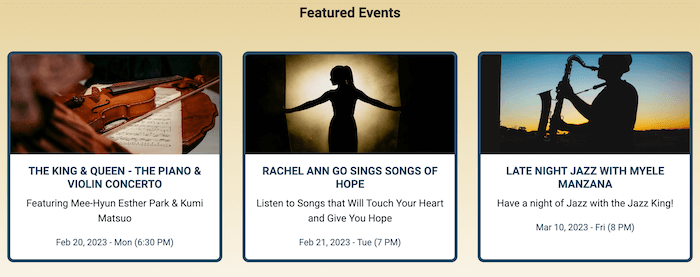 Featured Events
THE KING & QUEEN - THE PIANO &
VIOLIN CONCERTO
Featuring Mee-Hyun Esther Park & Kumi
Matsuo
Feb 20, 2023 - Mon (6:30 PM)
RACHEL ANN GO SINGS SONGS OF
HOPE
Listen to Songs that Will Touch Your Heart
and Give You Hope
Feb 21, 2023 - Tue (7 PM)
LATE NIGHT JAZZ WITH MYELE
MANZANA
Have a night of Jazz with the Jazz King!
Mar 10, 2023 - Fri (8 PM)